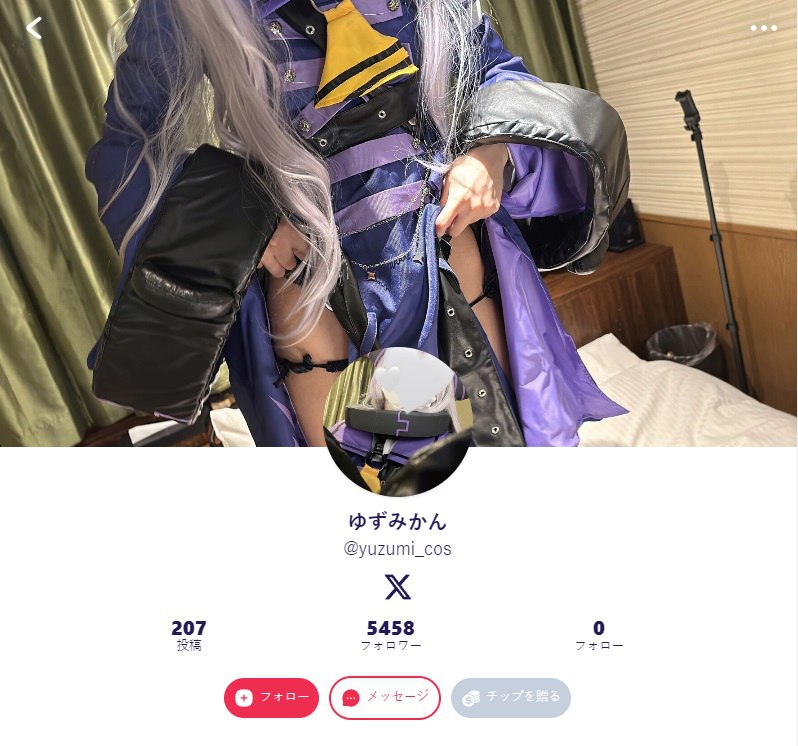 ゆずみかん
@yuzumi_cos
207 5458 0
投稿 フォロワー フォロー
フォロー メッセージ チップを贈る